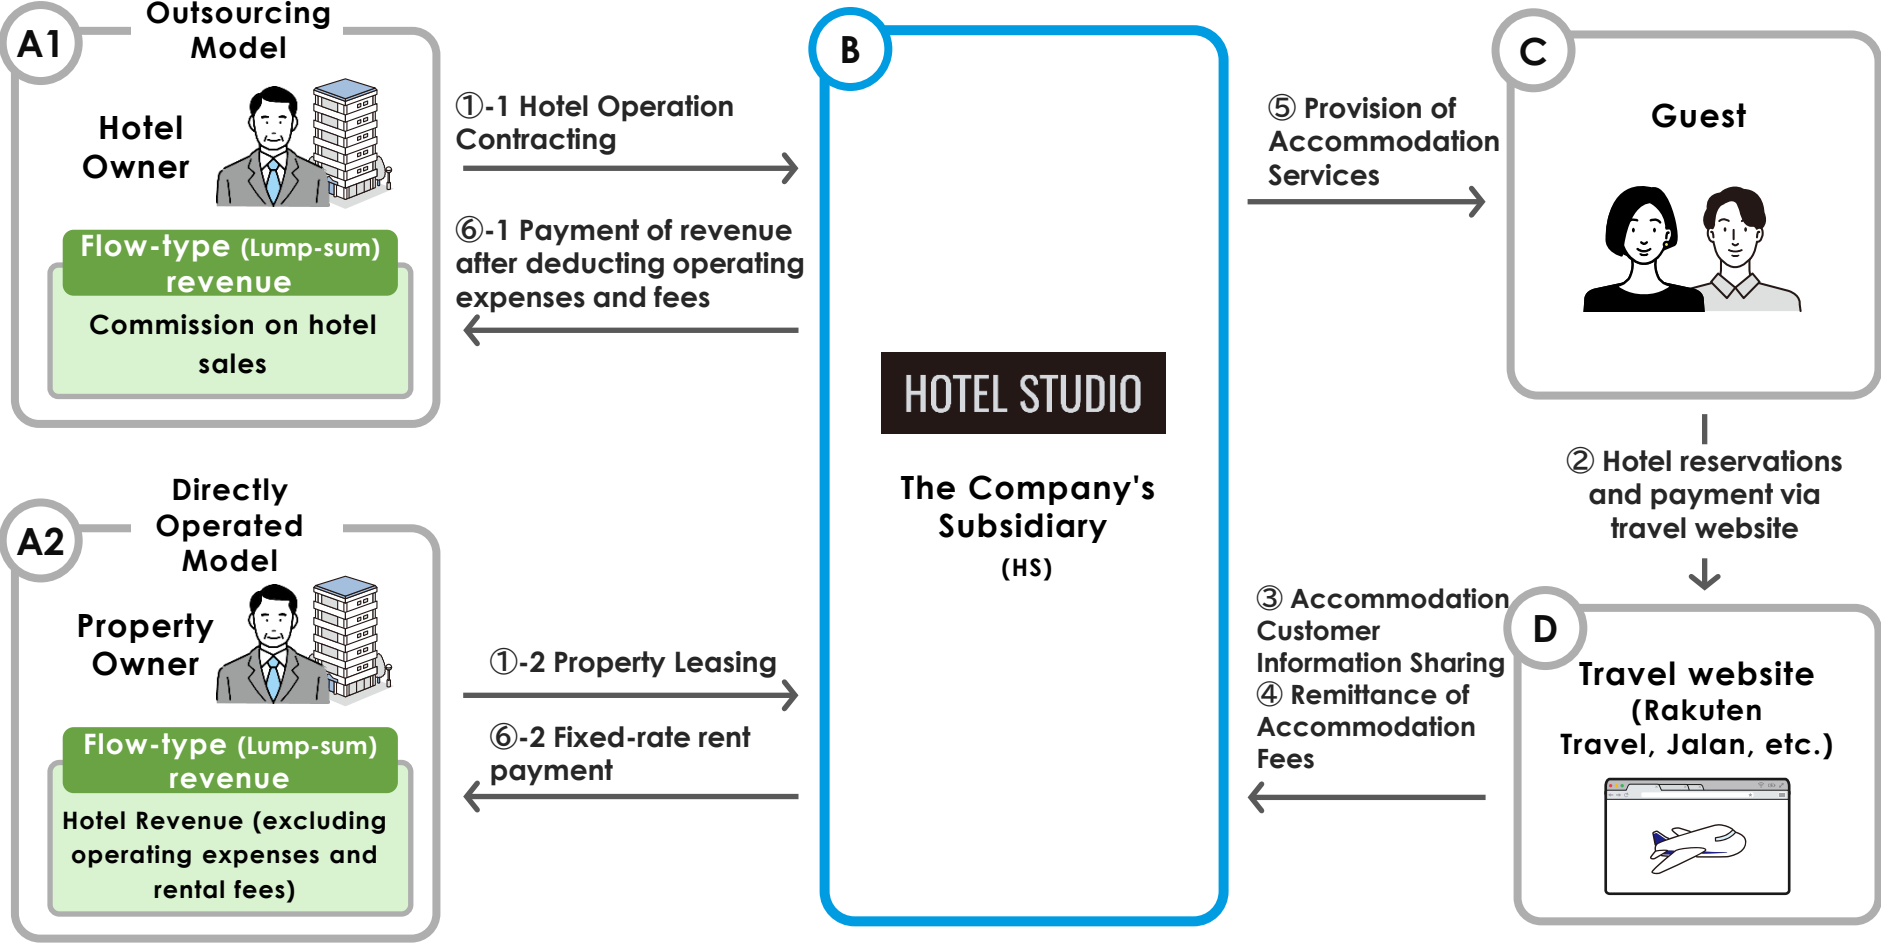 A1
Outsourcing
Model
Hotel
Owner
Flow-type (Lump-sum)
revenue
Commission on hotel
sales
①-1 Hotel Operation
Contracting
⑥-1 Payment of revenue
after deducting operating
expenses and fees
A2
Directly
Operated
Model
Property
Owner
Flow-type (Lump-sum)
revenue
Hotel Revenue (excluding
operating expenses and
rental fees)
①-2 Property Leasing
⑥-2 Fixed-rate rent
payment
B
HOTEL STUDIO
The Company's
Subsidiary
(HS)
⑤ Provision of
Accommodation
Services
C
Guest
② Hotel reservations
and payment via
travel website
③ Accommodation
Customer
Information Sharing
④ Remittance of
Accommodation
Fees
D
Travel website
(Rakuten
Travel, Jalan, etc.)